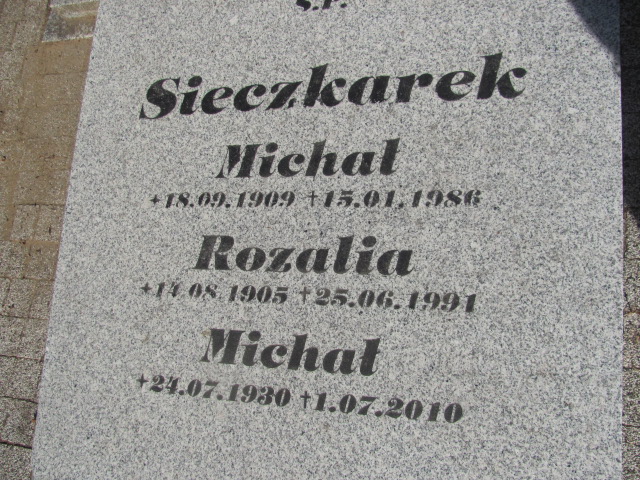 Ś.P.
Sieczkarek
Michał
+18.09.1909 †15.01.1986
Rozalia
+14.08.1905 †25.06.1991
Michał
+24.07.1930 †1.07.2010